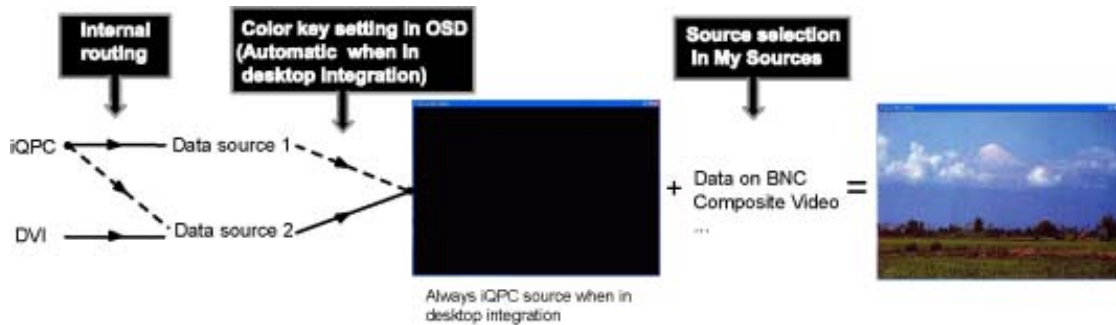 Internal
routing
Color key setting in OSD
(Automatic when in
desktop integration)
Source selection
in My Sources
iQPC
Data source 1
DVI
Data source 2
+
Data on BNC
Composite Video
...
=
Always iQPC source when in
desktop integration